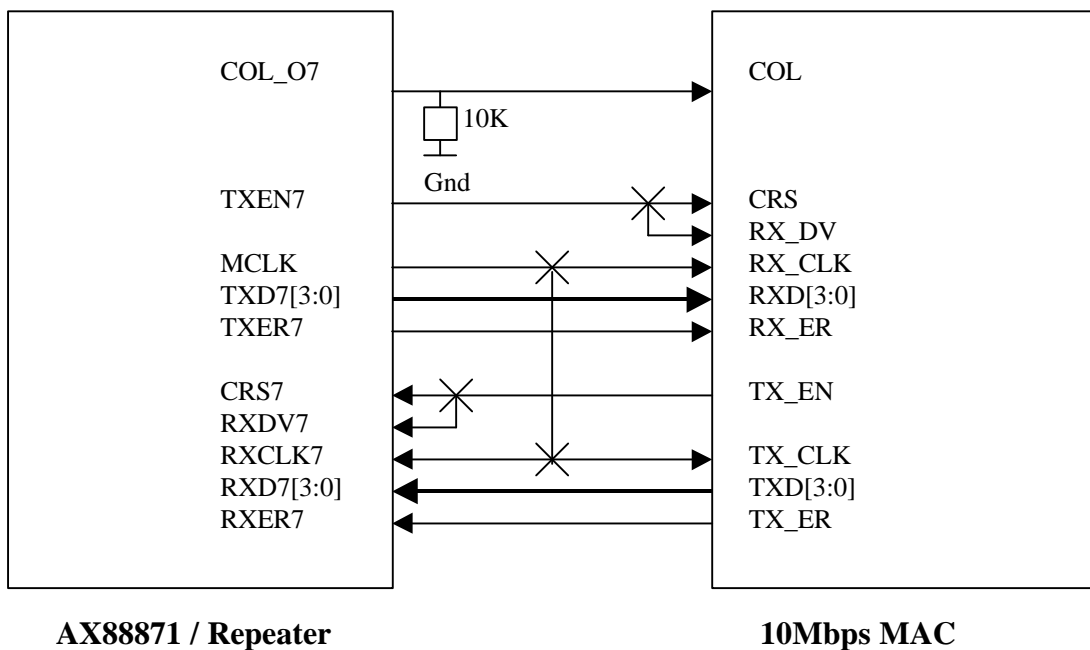 COL_O7 COL
10K
Gnd
TXEN7 CRS
RX_DV
MCLK RX_CLK
TXD7[3:0] RXD[3:0]
TXER7 RX_ER
CRS7 TX_EN
RXDV7
RXCLK7 TX_CLK
RXD7[3:0] TXD[3:0]
RXER7 TX_ER
AX88871 / Repeater 10Mbps MAC